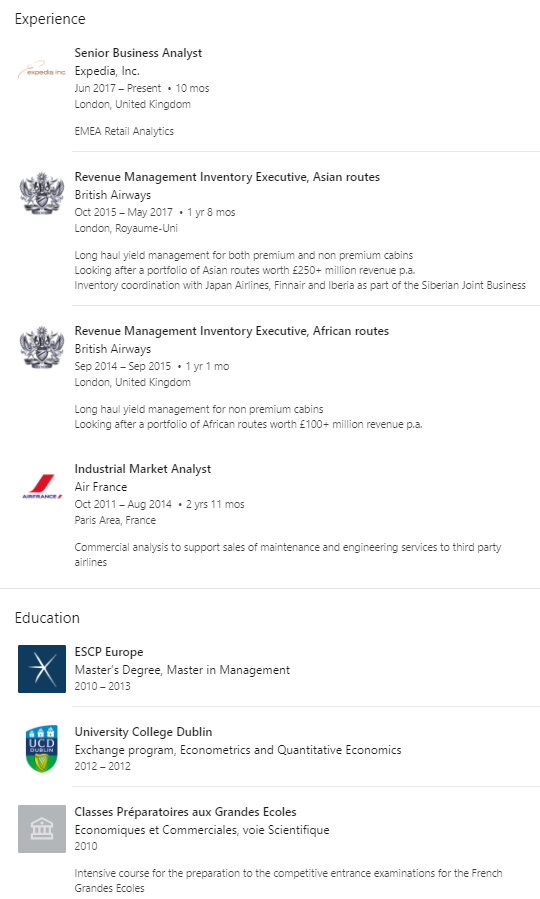 Experience
Senior Business Analyst
expedia inc.
Expedia, Inc.
Jun 2017 – Present • 10 mos
London, United Kingdom
EMEA Retail Analytics
Revenue Management Inventory Executive, Asian routes
British Airways
Oct 2015 – May 2017 • 1 yr 8 mos
London, Royaume-Uni
Long haul yield management for both premium and non premium cabins
Looking after a portfolio of Asian routes worth £250+ million revenue p.a.
Inventory coordination with Japan Airlines, Finnair and Iberia as part of the Siberian Joint Business
Revenue Management Inventory Executive, African routes
British Airways
Sep 2014 – Sep 2015 • 1 yr 1 mo
London, United Kingdom
Long haul yield management for non premium cabins
Looking after a portfolio of African routes worth £100+ million revenue p.a.
Industrial Market Analyst
Air France
AIRFRANCE
Oct 2011 – Aug 2014 • 2 yrs 11 mos
Paris Area, France
Commercial analysis to support sales of maintenance and engineering services to third party
airlines
Education
ESCP Europe
Master's Degree, Master in Management
2010 – 2013
University College Dublin
UCD
DUBLIN
Exchange program, Econometrics and Quantitative Economics
2012 – 2012
Classes Préparatoires aux Grandes Ecoles
Economiques et Commerciales, voie Scientifique
2010
Intensive course for the preparation to the competitive entrance examinations for the French
Grandes Ecoles